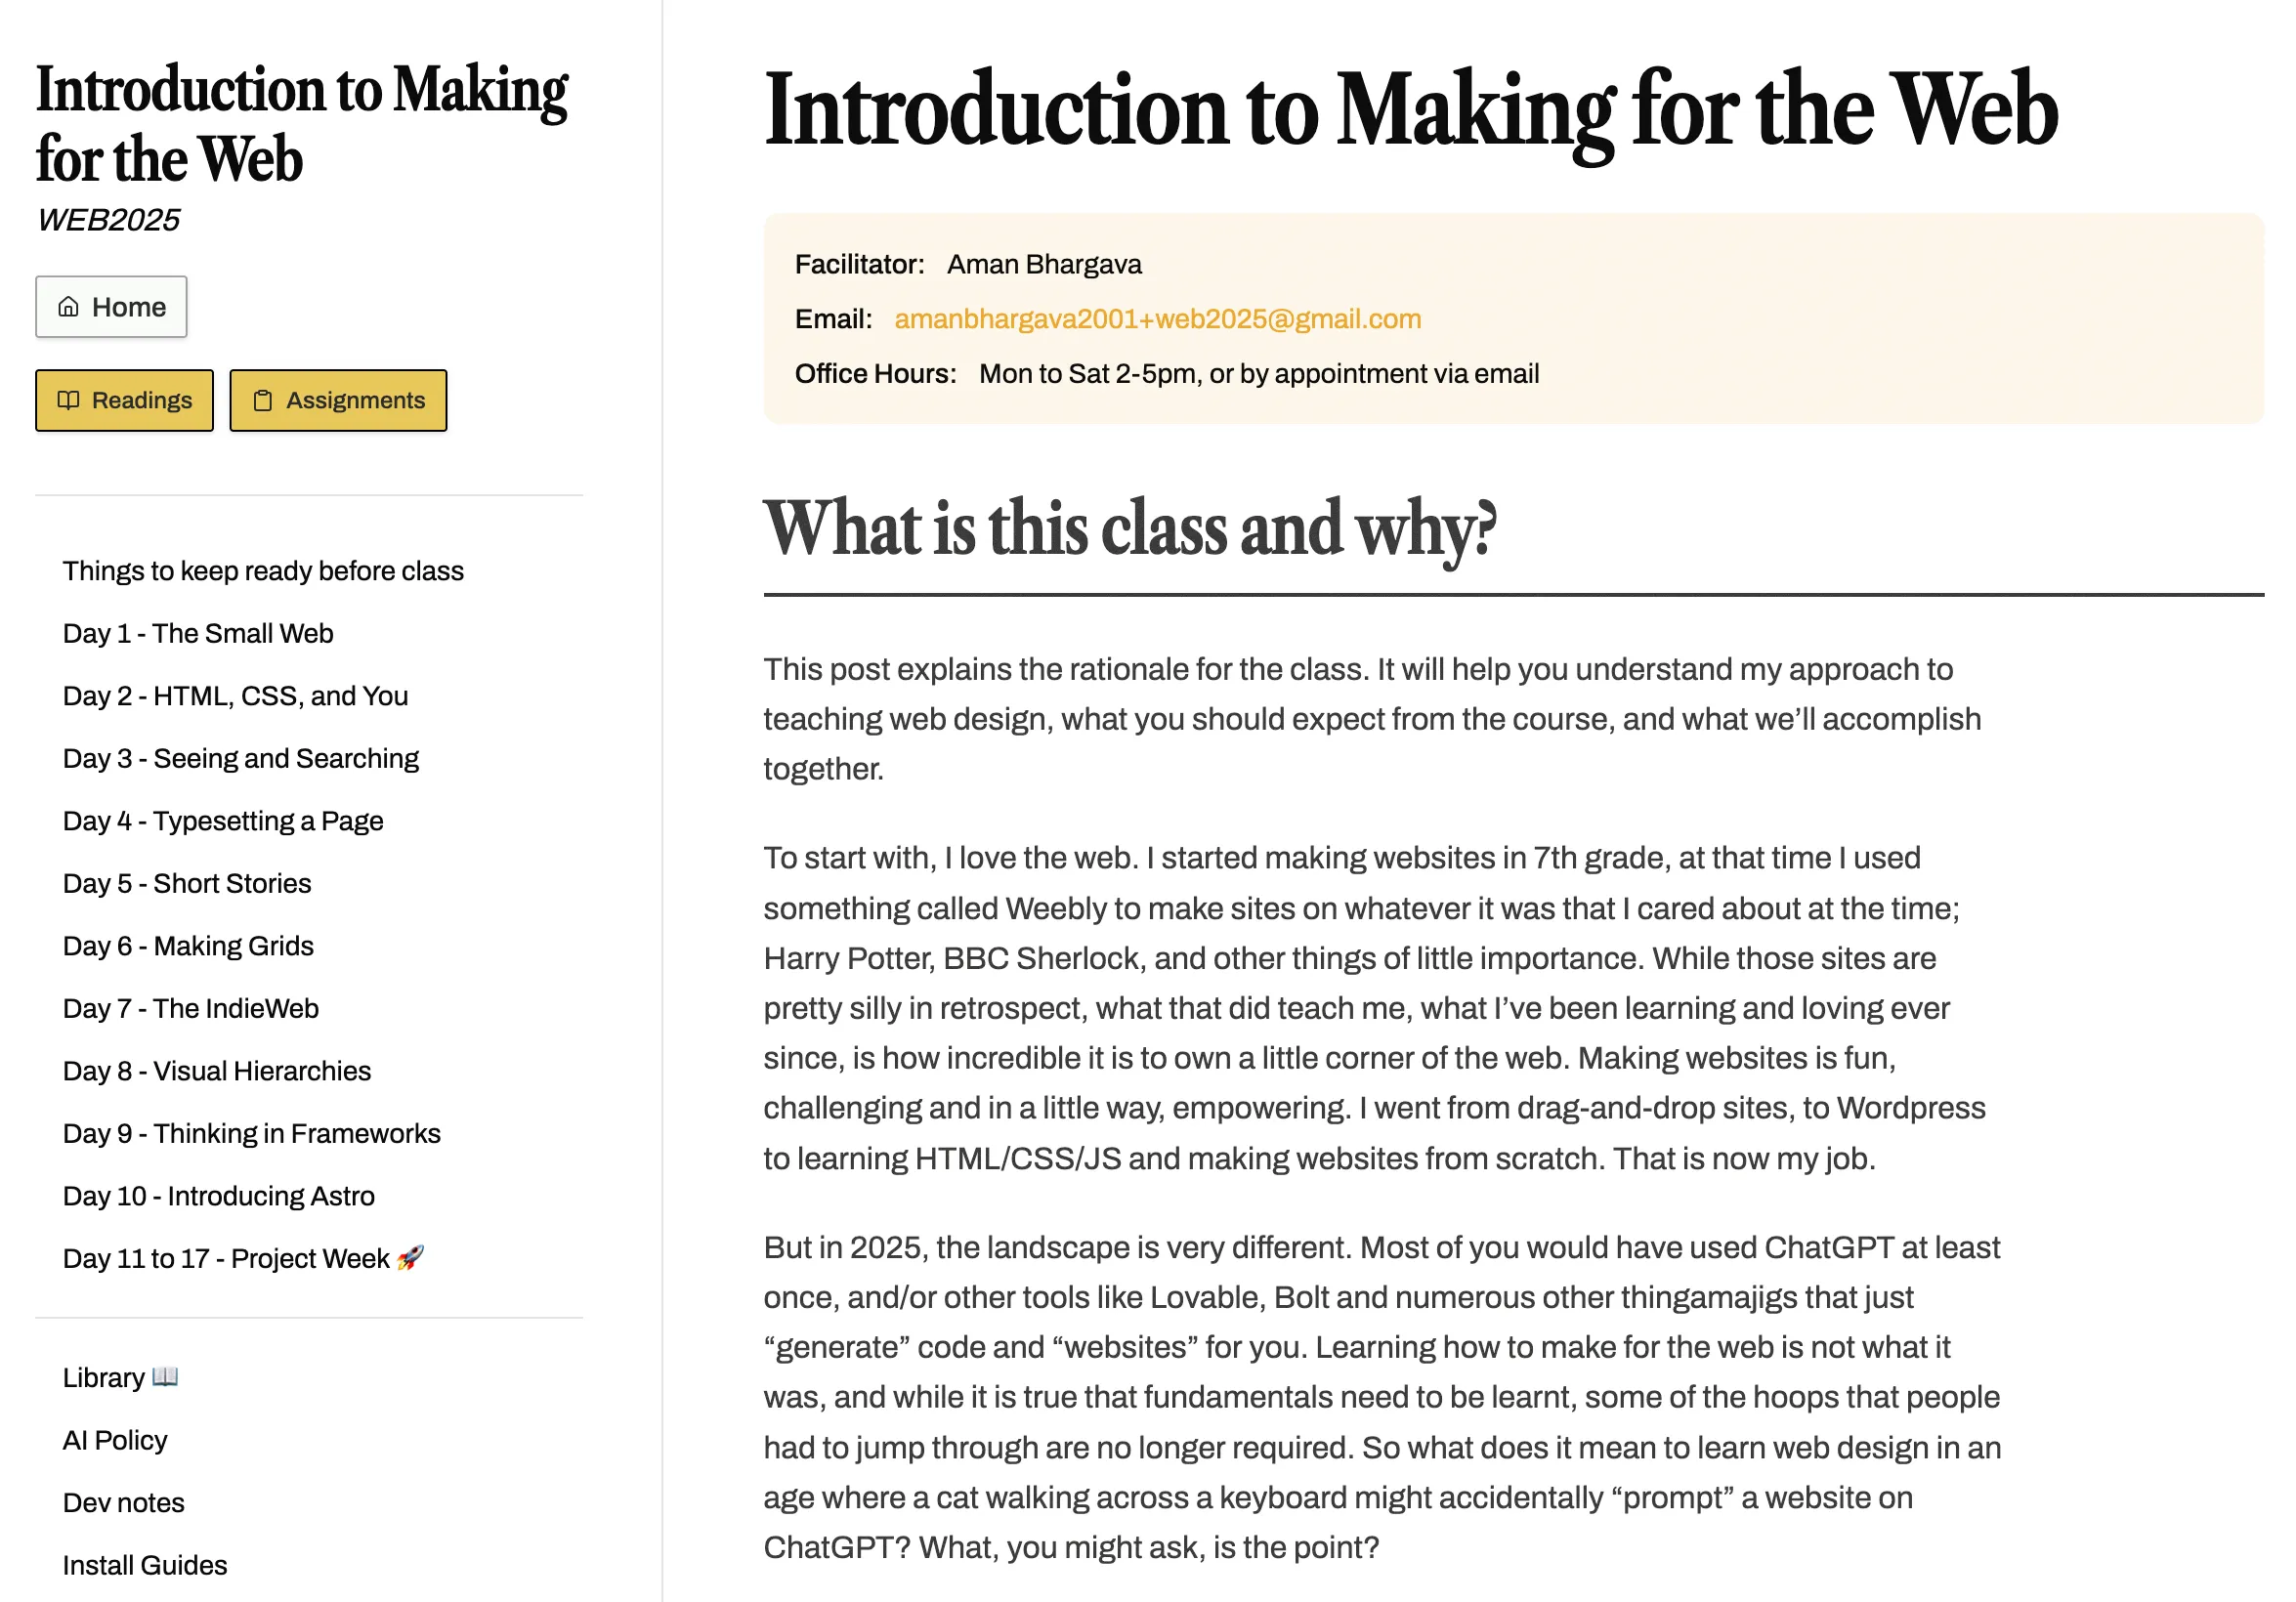 Introduction to Making
for the Web
WEB2025
Home
Readings
Assignments
Things to keep ready before class
Day 1 - The Small Web
Day 2 - HTML, CSS, and You
Day 3 - Seeing and Searching
Day 4 - Typesetting a Page
Day 5 - Short Stories
Day 6 - Making Grids
Day 7 - The IndieWeb
Day 8 - Visual Hierarchies
Day 9 - Thinking in Frameworks
Day 10 - Introducing Astro
Day 11 to 17 - Project Week 🚀
Library 📖
AI Policy
Dev notes
Install Guides
Introduction to Making for the Web
Facilitator: Aman Bhargava
Email: amanbhargava2001+web2025@gmail.com
Office Hours: Mon to Sat 2-5pm, or by appointment via email
What is this class and why?
This post explains the rationale for the class. It will help you understand my approach to
teaching web design, what you should expect from the course, and what we’ll accomplish
together.
To start with, I love the web. I started making websites in 7th grade, at that time I used
something called Weebly to make sites on whatever it was that I cared about at the time;
Harry Potter, BBC Sherlock, and other things of little importance. While those sites are
pretty silly in retrospect, what that did teach me, what I’ve been learning and loving ever
since, is how incredible it is to own a little corner of the web. Making websites is fun,
challenging and in a little way, empowering. I went from drag-and-drop sites, to Wordpress
to learning HTML/CSS/JS and making websites from scratch. That is now my job.
But in 2025, the landscape is very different. Most of you would have used ChatGPT at least
once, and/or other tools like Lovable, Bolt and numerous other thingamajigs that just
“generate” code and “websites” for you. Learning how to make for the web is not what it
was, and while it is true that fundamentals need to be learnt, some of the hoops that people
had to jump through are no longer required. So what does it mean to learn web design in an
age where a cat walking across a keyboard might accidentally “prompt” a website on
ChatGPT? What, you might ask, is the point?